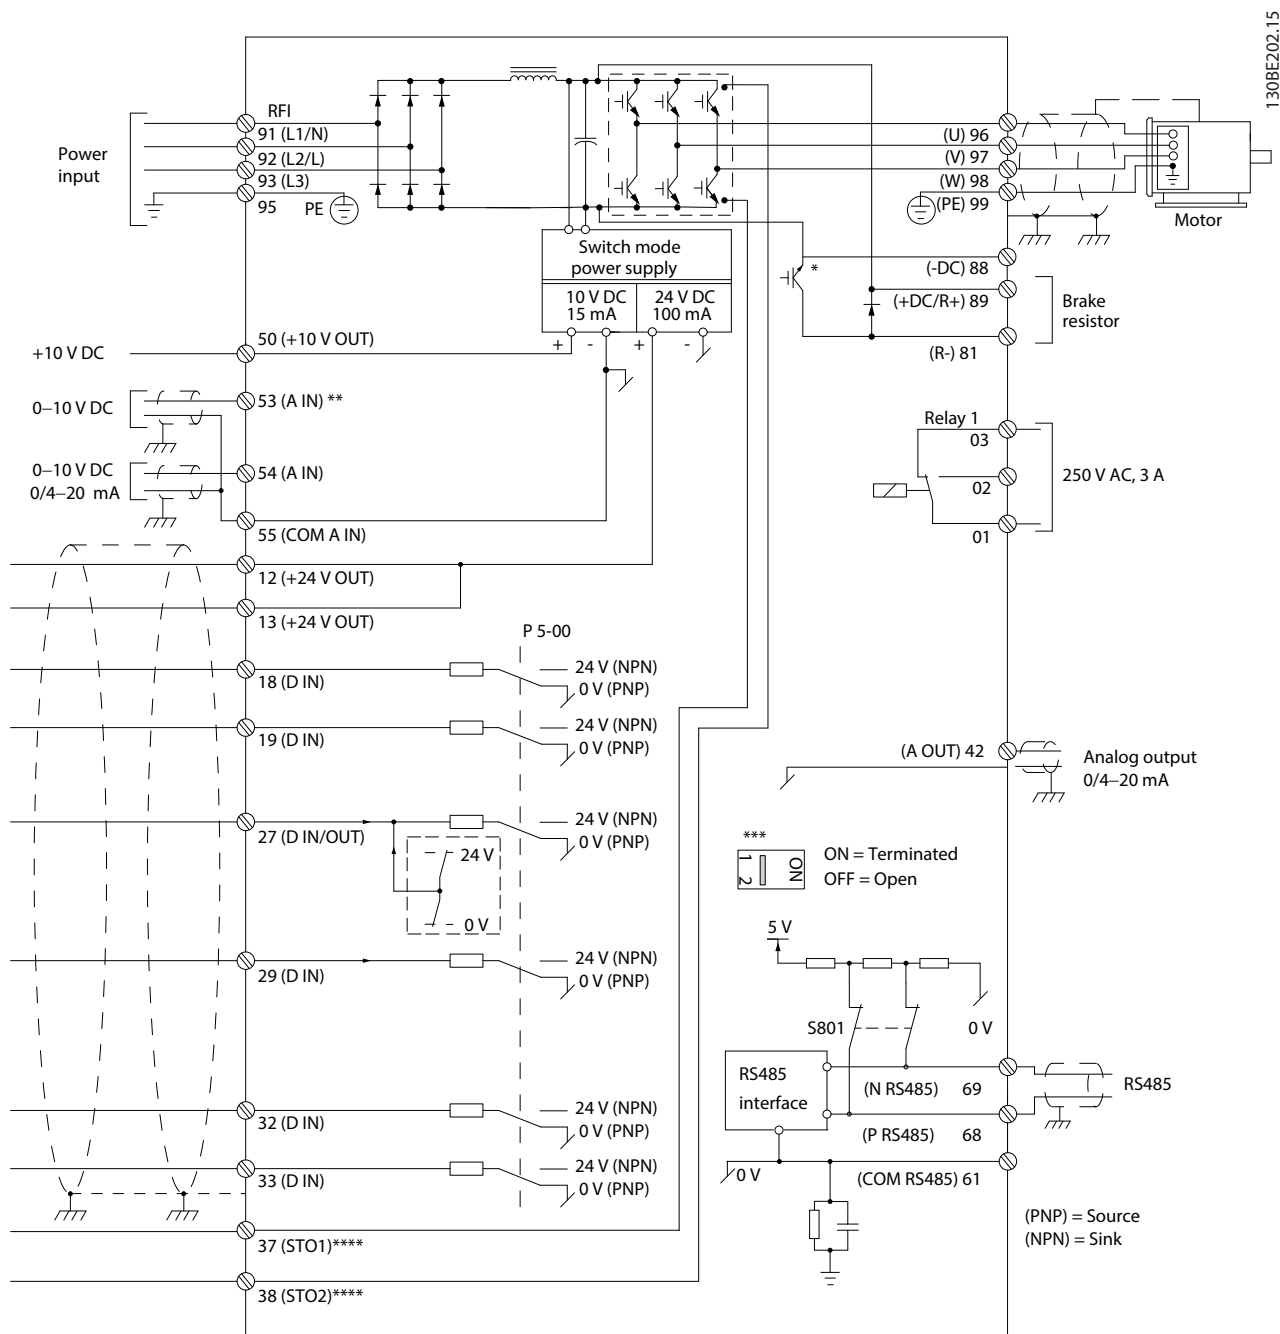 130BE202.15
RFI
Power
input
91 (L1/N)
92 (L2/L)
93 (L3)
95
PE
(U) 96
(V) 97
(W) 98
(PE) 99
Motor
Switch mode
power supply
10 V DC
15 mA
24 V DC
100 mA
+ - + -
*
(-DC) 88
(+DC/R+) 89
(R-) 81
Brake
resistor
+10 V DC
50 (+10 V OUT)
0–10 V DC
53 (A IN) **
0–10 V DC
0/4–20 mA
54 (A IN)
55 (COM A IN)
12 (+24 V OUT)
13 (+24 V OUT)
Relay 1
03
02
01
250 V AC, 3 A
P 5-00
18 (D IN)
24 V (NPN)
0 V (PNP)
19 (D IN)
24 V (NPN)
0 V (PNP)
27 (D IN/OUT)
24 V (NPN)
0 V (PNP)
24 V
0 V
29 (D IN)
24 V (NPN)
0 V (PNP)
32 (D IN)
24 V (NPN)
0 V (PNP)
33 (D IN)
24 V (NPN)
0 V (PNP)
37 (STO1)****
38 (STO2)****
(A OUT) 42
Analog output
0/4–20 mA
***
1 2
ON
ON = Terminated
OFF = Open
5 V
S801
0 V
RS485
interface
(N RS485) 69
(P RS485) 68
RS485
0 V
(COM RS485) 61
(PNP) = Source
(NPN) = Sink